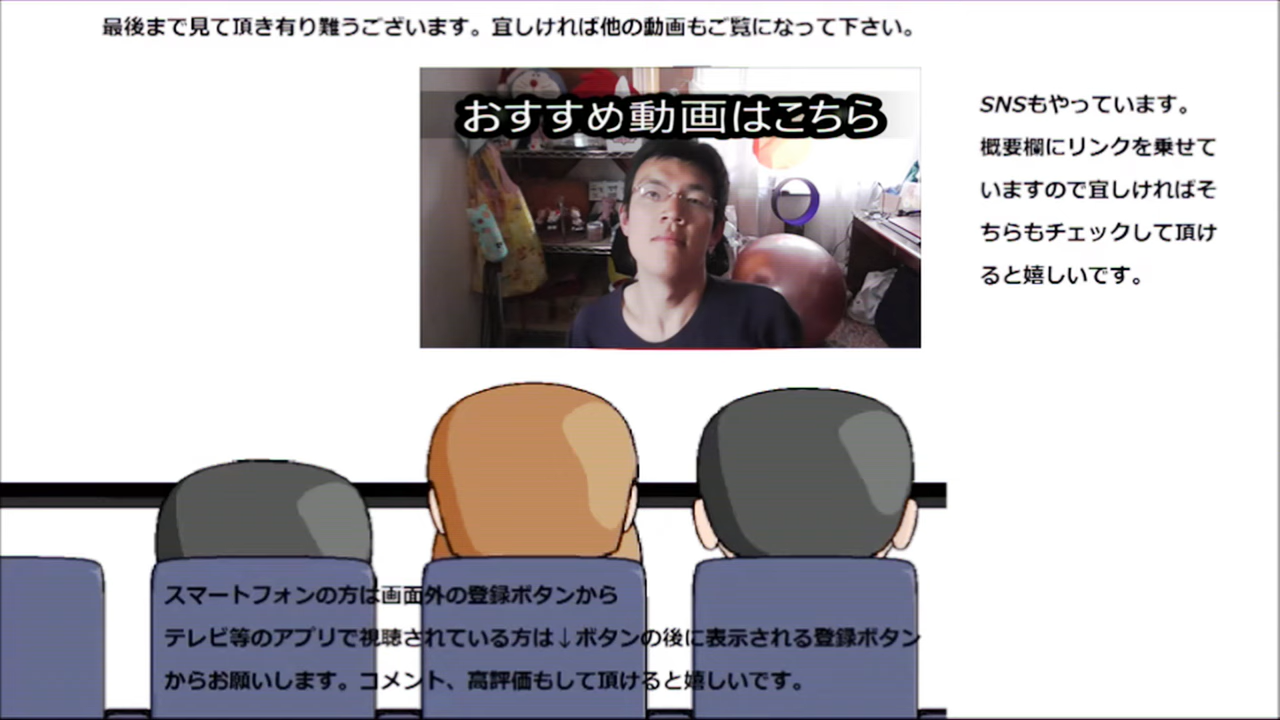 最後まで見て頂き有り難うございます。宜しければ他の動画もご覧になって下さい。
おすすめ動画はこちら
SNSもやっています。
概要欄にリンクを乗せて
いますので宜しければそ
ちらもチェックして頂け
ると嬉しいです。
スマートフォンの方は画面外の登録ボタンから
テレビ等のアプリで視聴されている方は↓ボタンの後に表示される登録ボタン
からお願いします。コメント、高評価もして頂けると嬉しいです。